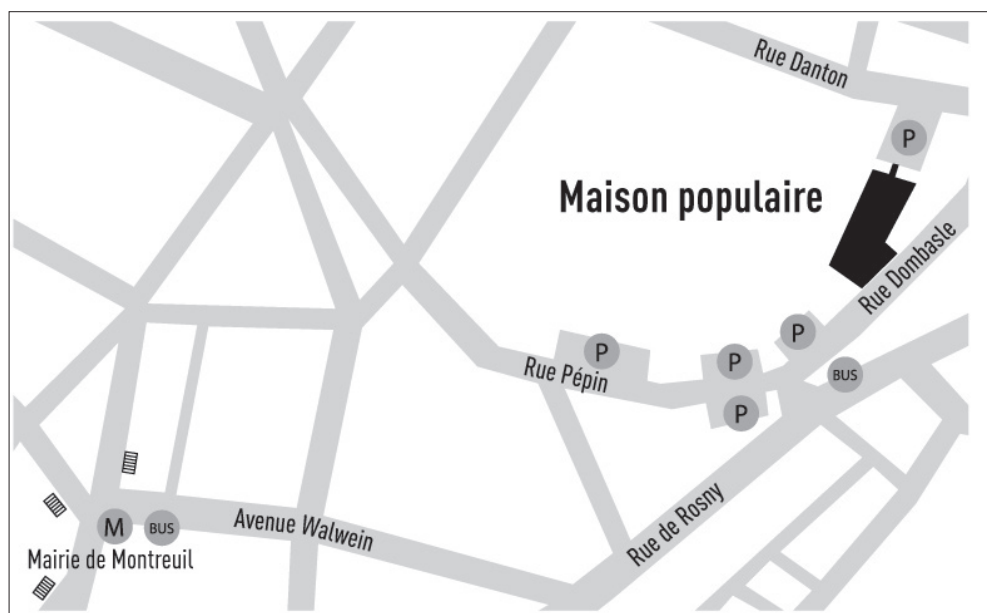 Rue Danton
P
Maison populaire
Rue Dombasle
P
P
P
BUS
Rue Pépin
P
Rue de Rosny
Avenue Walwein
M
BUS
Mairie de Montreuil